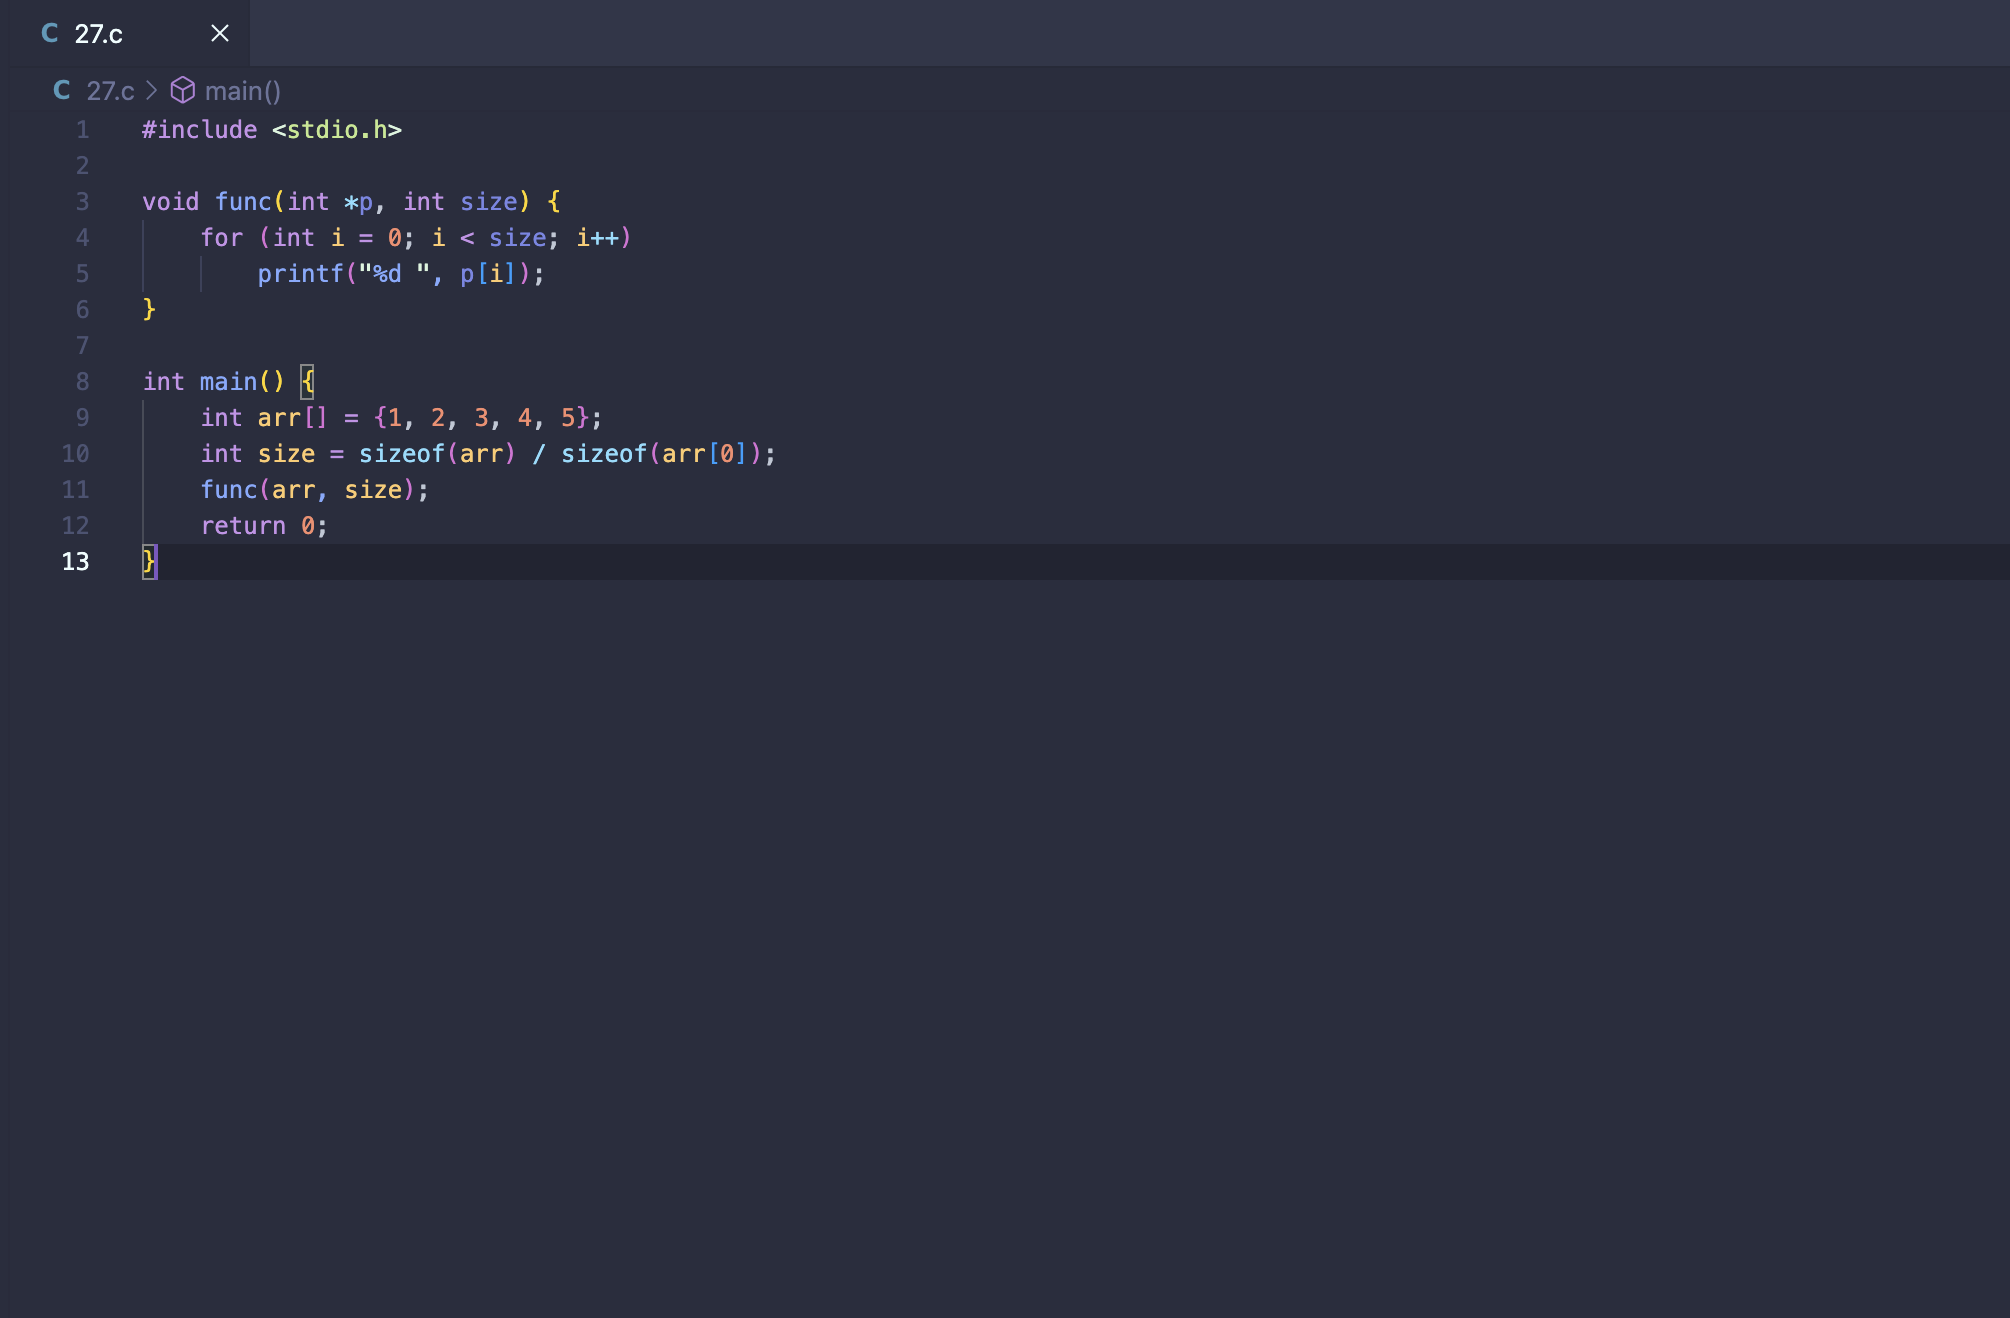 C 27.c ×
C 27.c > main()
1 #include <stdio.h>
2
3 void func(int *p, int size) {
4     for (int i = 0; i < size; i++)
5         printf("%d ", p[i]);
6 }
7
8 int main() {
9     int arr[] = {1, 2, 3, 4, 5};
10     int size = sizeof(arr) / sizeof(arr[0]);
11     func(arr, size);
12     return 0;
13 }